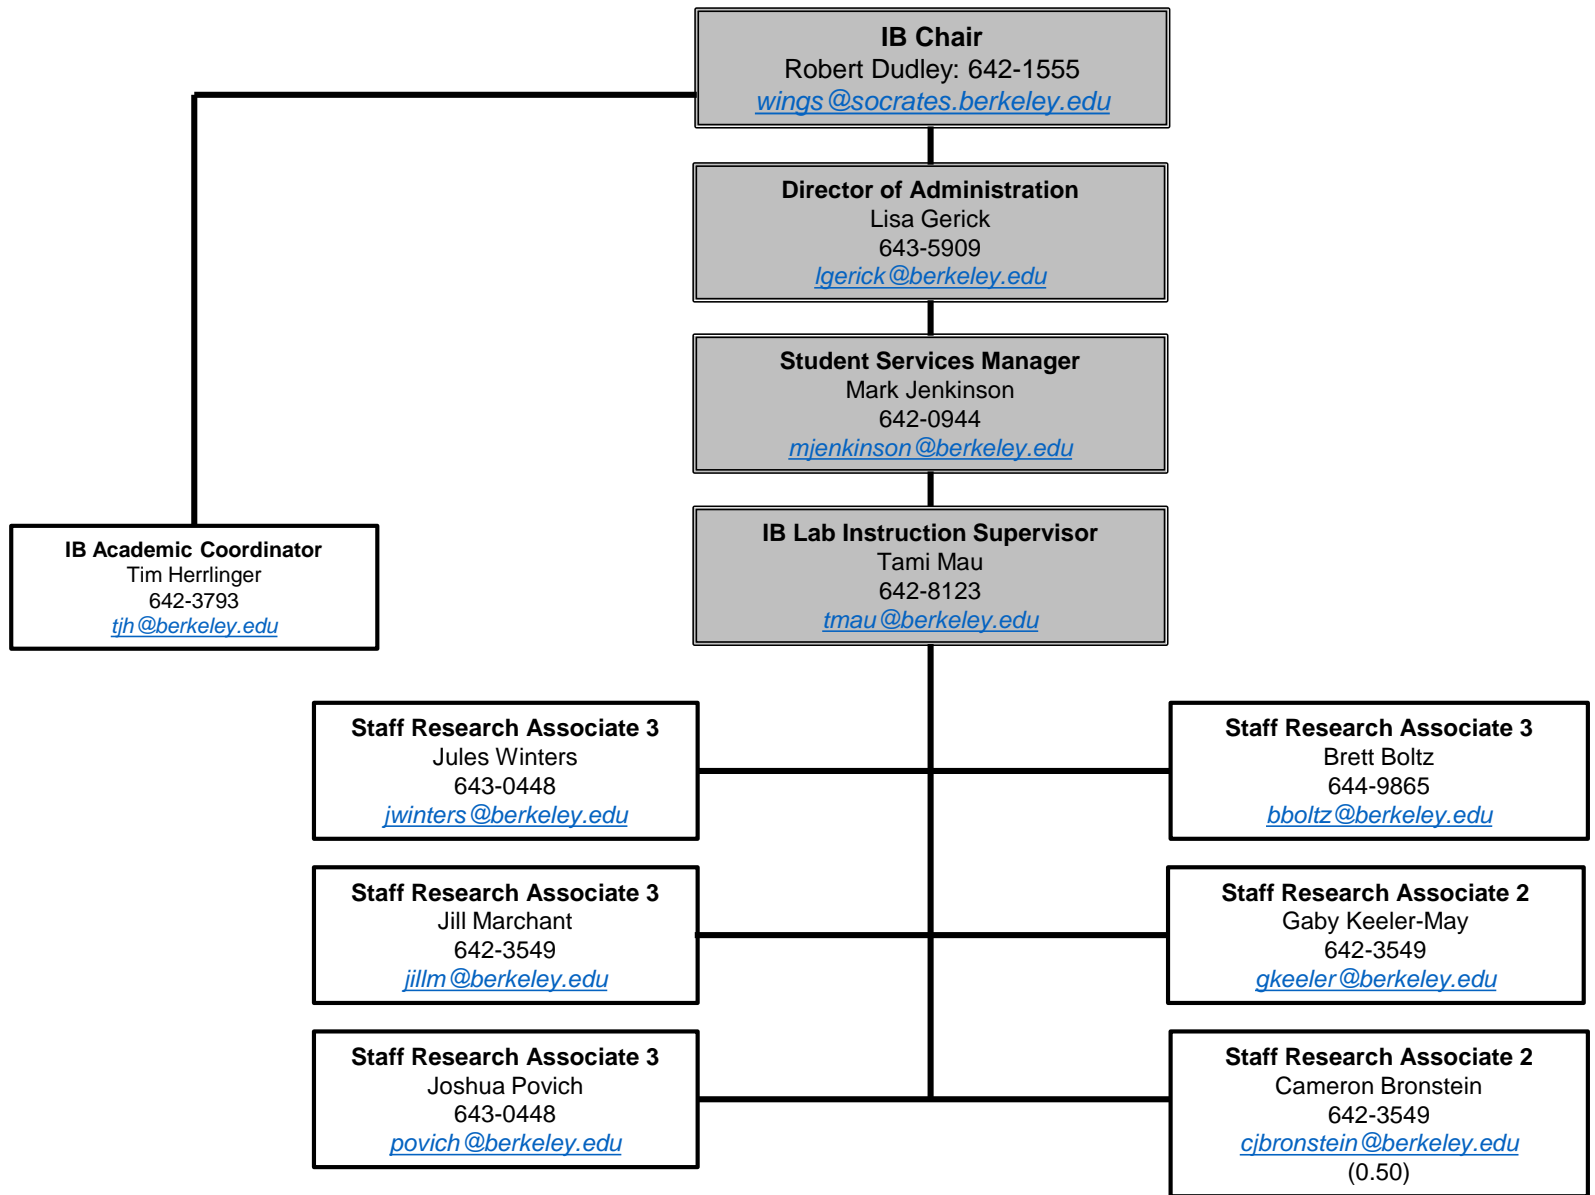 IB Chair
Robert Dudley: 642-1555
wings@socrates.berkeley.edu
Director of Administration
Lisa Gerick
643-5909
lgerick@berkeley.edu
Student Services Manager
Mark Jenkinson
642-0944
mjenkinson@berkeley.edu
IB Academic Coordinator
Tim Herrlinger
642-3793
tjh@berkeley.edu
IB Lab Instruction Supervisor
Tami Mau
642-8123
tmau@berkeley.edu
Staff Research Associate 3
Jules Winters
643-0448
jwinters@berkeley.edu
Staff Research Associate 3
Brett Boltz
644-9865
bboltz@berkeley.edu
Staff Research Associate 3
Jill Marchant
642-3549
jillm@berkeley.edu
Staff Research Associate 2
Gaby Keeler-May
642-3549
gkeeler@berkeley.edu
Staff Research Associate 3
Joshua Povich
643-0448
povich@berkeley.edu
Staff Research Associate 2
Cameron Bronstein
642-3549
cjbronstein@berkeley.edu
(0.50)